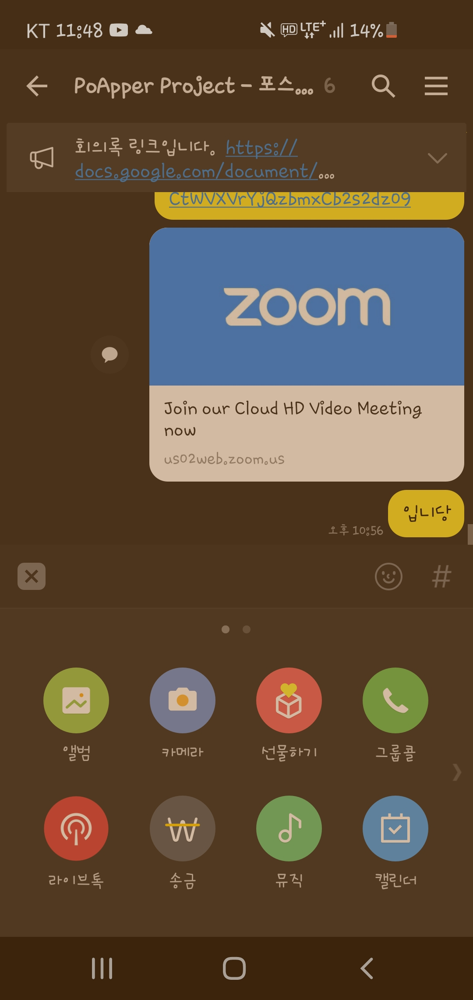 KT 11:48 HD LTE+ 14%
PoApper Project - 포스... 6
회의록 링크입니다. https://
docs.google.com/document/...
CtWVXVrYjQzbmxCb2s2dz09
zoom
Join our Cloud HD Video Meeting
now
us02web.zoom.us
입니당
오후 10:56
#
앨범 카메라 선물하기 그룹콜
라이브톡 송금 뮤직 캘린더